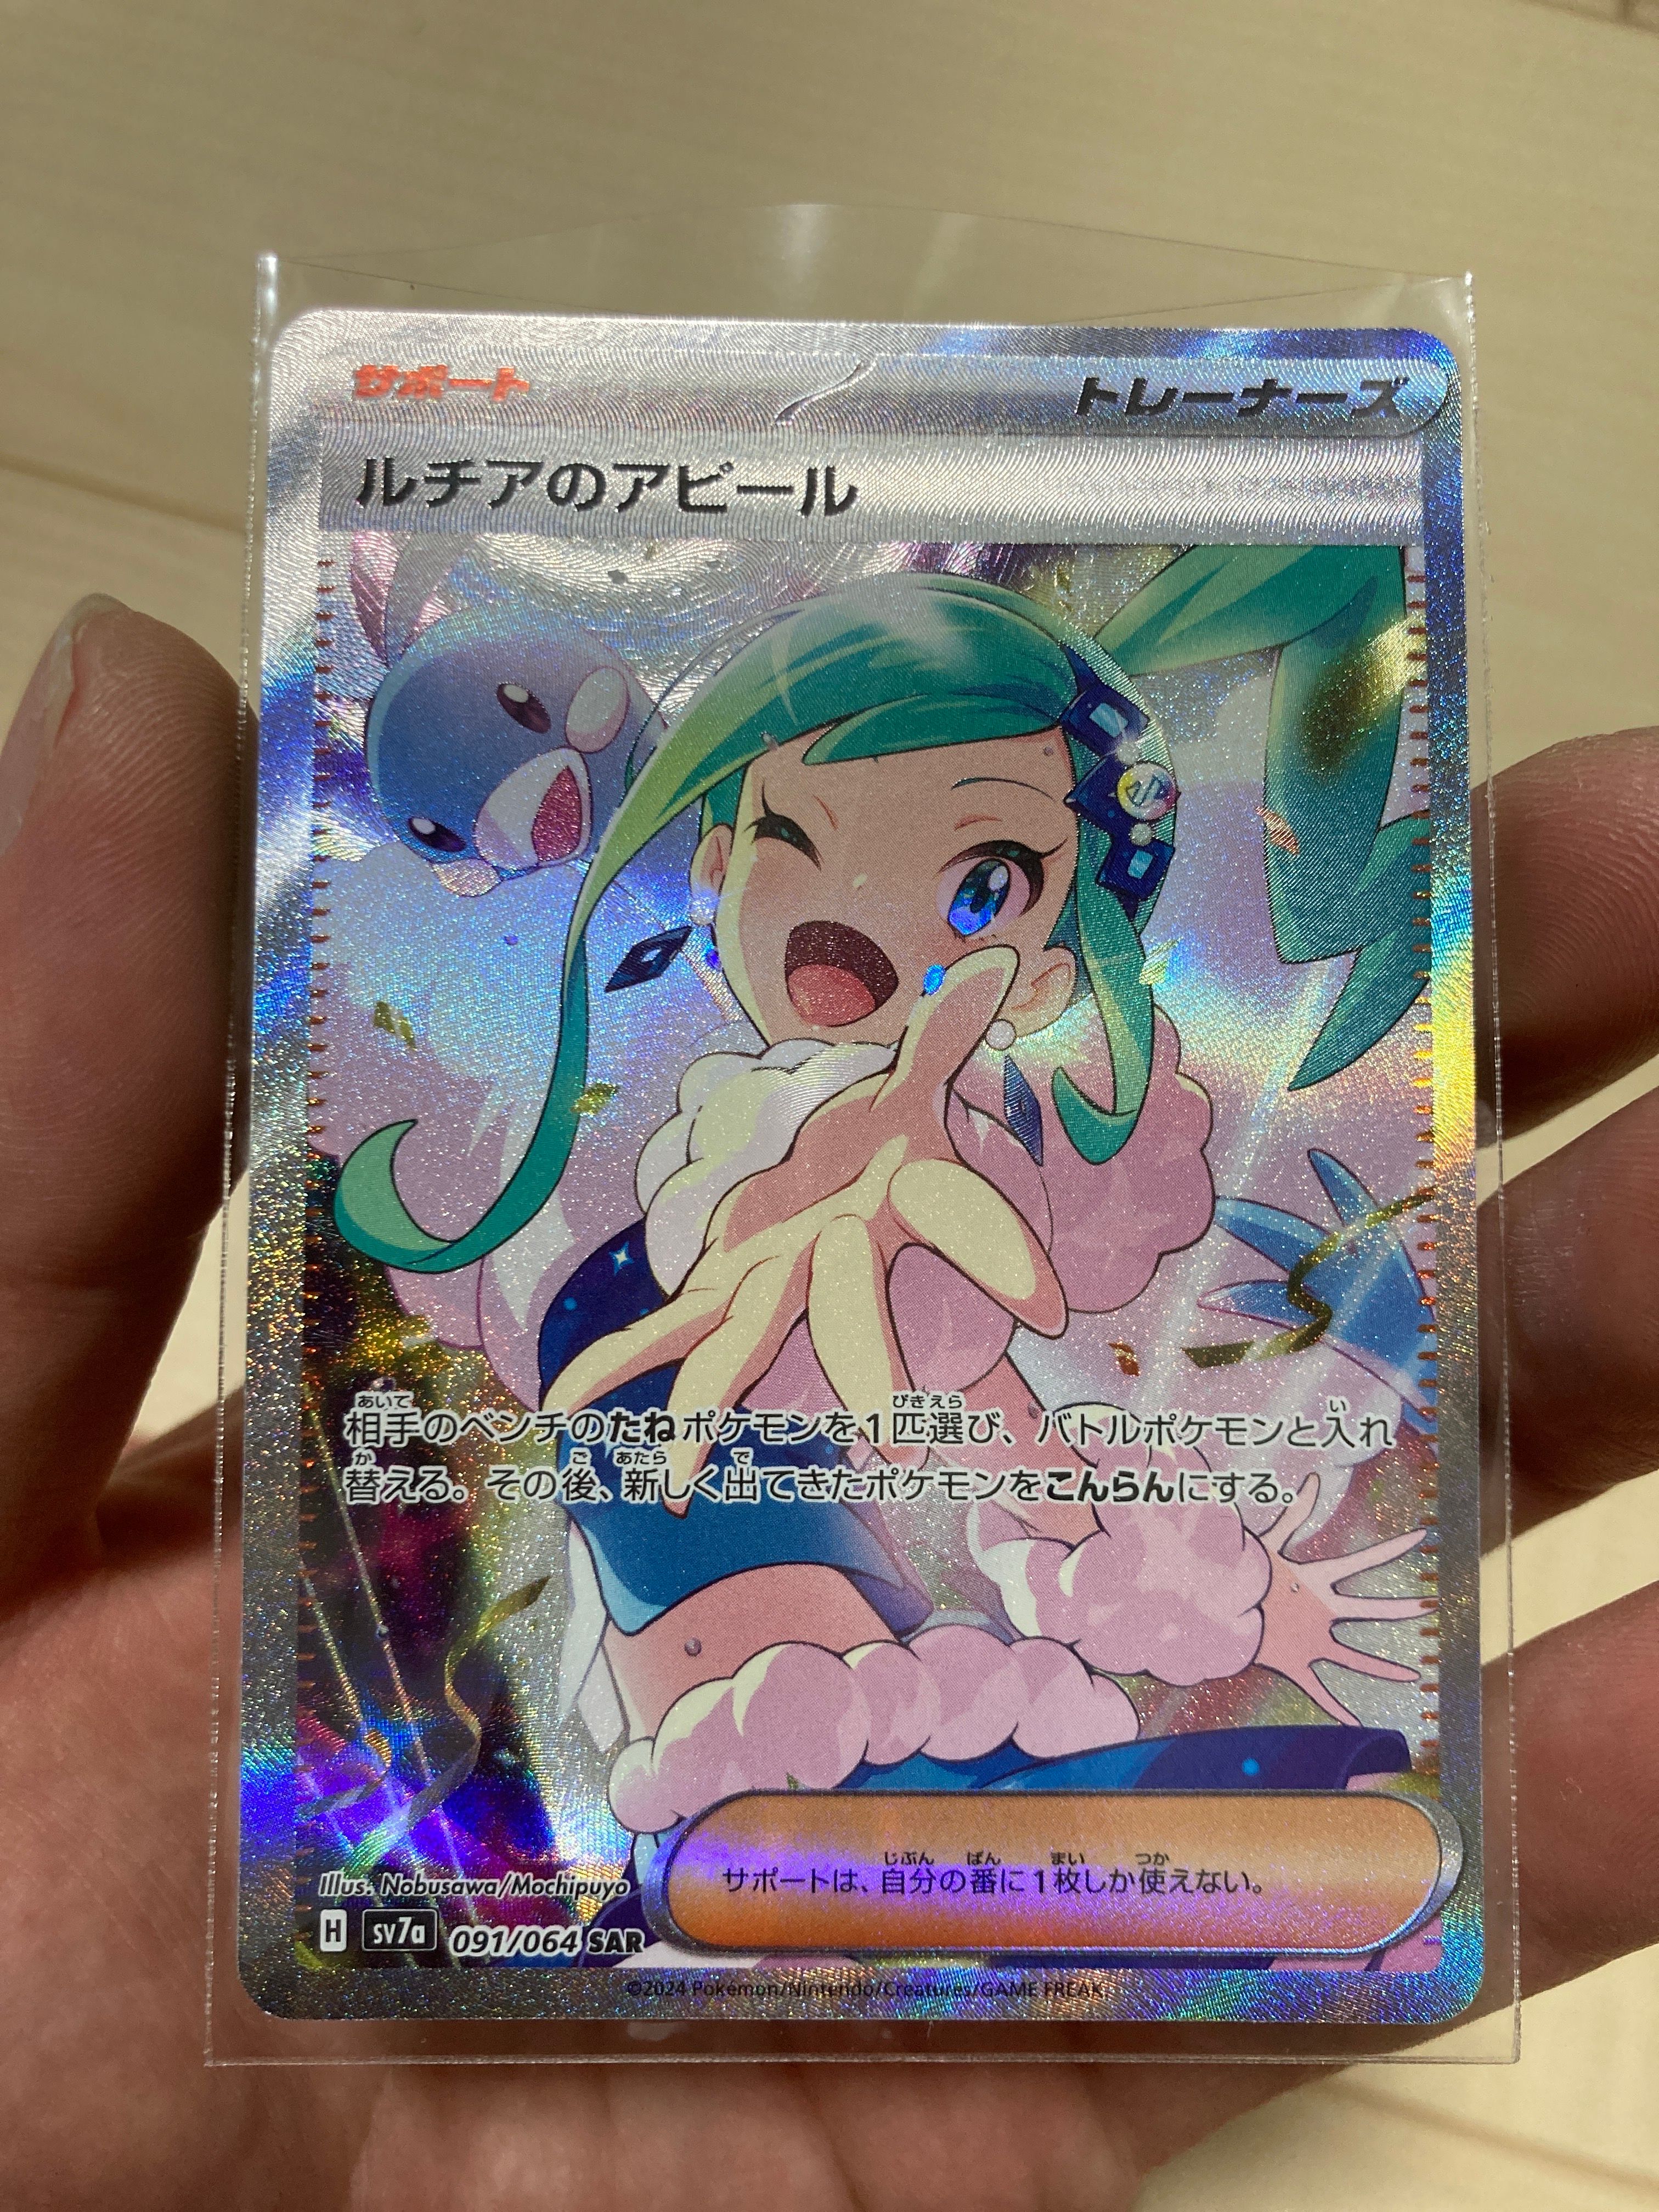 サポート
トレーナーズ
ルチアのアピール
相手のベンチのたねポケモンを1匹選び、バトルポケモンと入れ
替える。その後、新しく出てきたポケモンをこんらんにする。
サポートは、自分の番に1枚しか使えない。
Illus. Nobusawa/Mochipuyo
H sv7a 091/064 SAR
©2024 Pokémon/Nintendo/Creatures/GAME FREAK